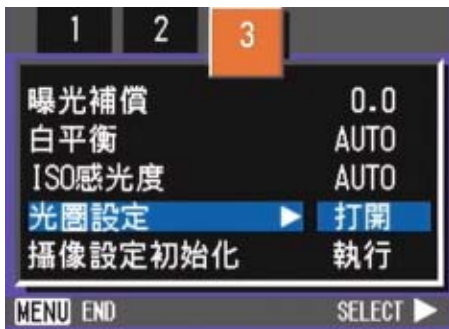 1 2 3
曝光補償 0.0
白平衡 AUTO
ISO感光度 AUTO
光圏設定 ▶ 打開
攝像設定初始化 執行
MENU END SELECT ▶